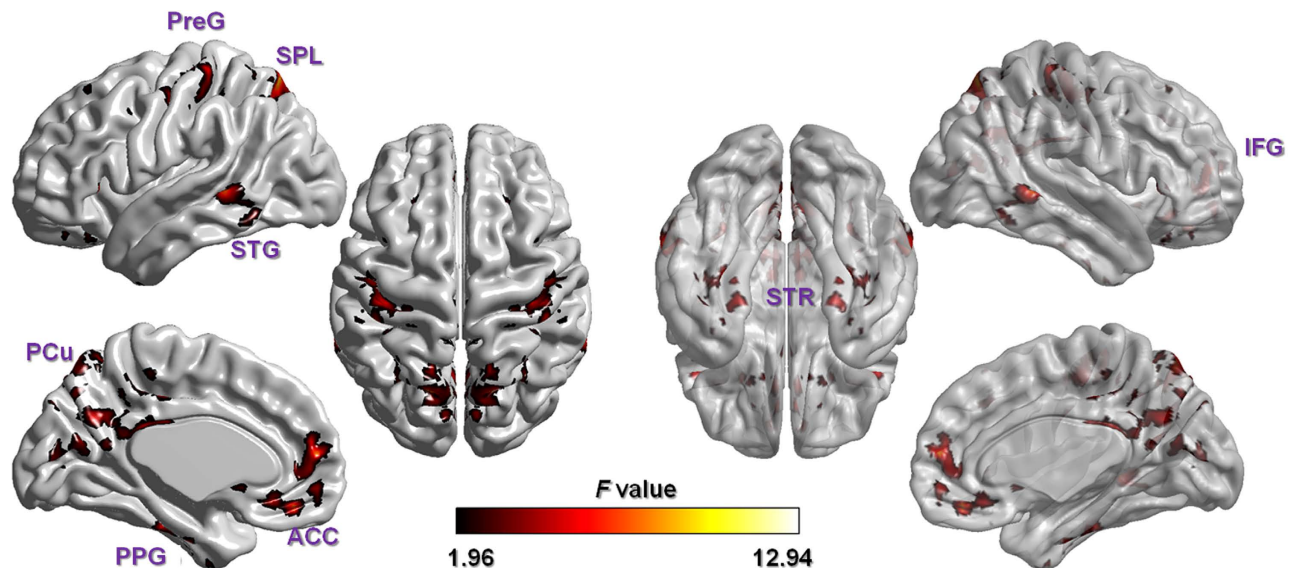 PreG
SPL
IFG
STG
STR
PCu
F value
ACC
PPG
1.96
12.94